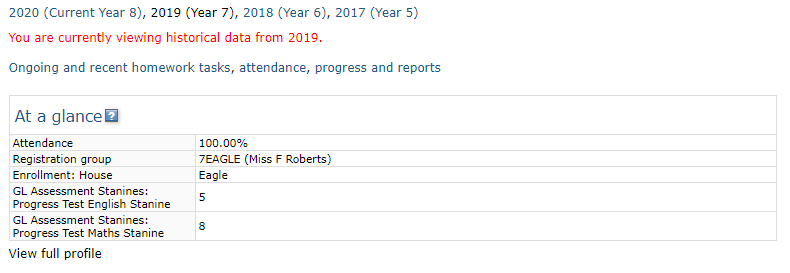 2020 (Current Year 8), 2019 (Year 7), 2018 (Year 6), 2017 (Year 5)
You are currently viewing historical data from 2019.
Ongoing and recent homework tasks, attendance, progress and reports
At a glance ?
Attendance 100.00%
Registration group 7EAGLE (Miss F Roberts)
Enrollment: House Eagle
GL Assessment Stanines:
Progress Test English Stanine 5
GL Assessment Stanines:
Progress Test Maths Stanine 8
View full profile